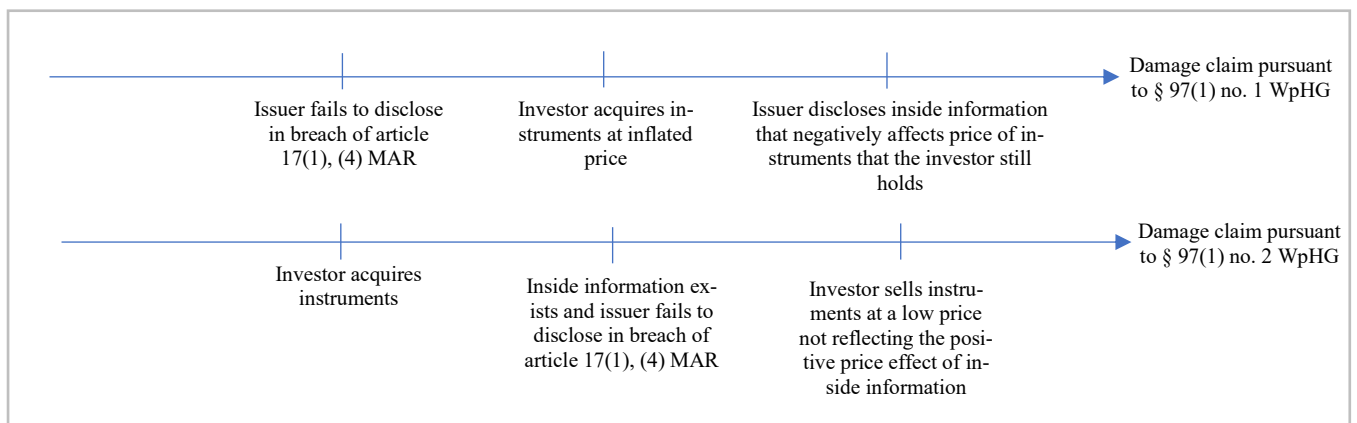 Issuer fails to disclose
in breach of article
17(1), (4) MAR
Investor acquires in-
struments at inflated
price
Issuer discloses inside information
that negatively affects price of in-
struments that the investor still
holds
Damage claim pursuant
to § 97(1) no. 1 WpHG
Investor acquires
instruments
Inside information ex-
ists and issuer fails to
disclose in breach of
article 17(1), (4) MAR
Investor sells instru-
ments at a low price
not reflecting the posi-
tive price effect of in-
side information
Damage claim pursuant
to § 97(1) no. 2 WpHG